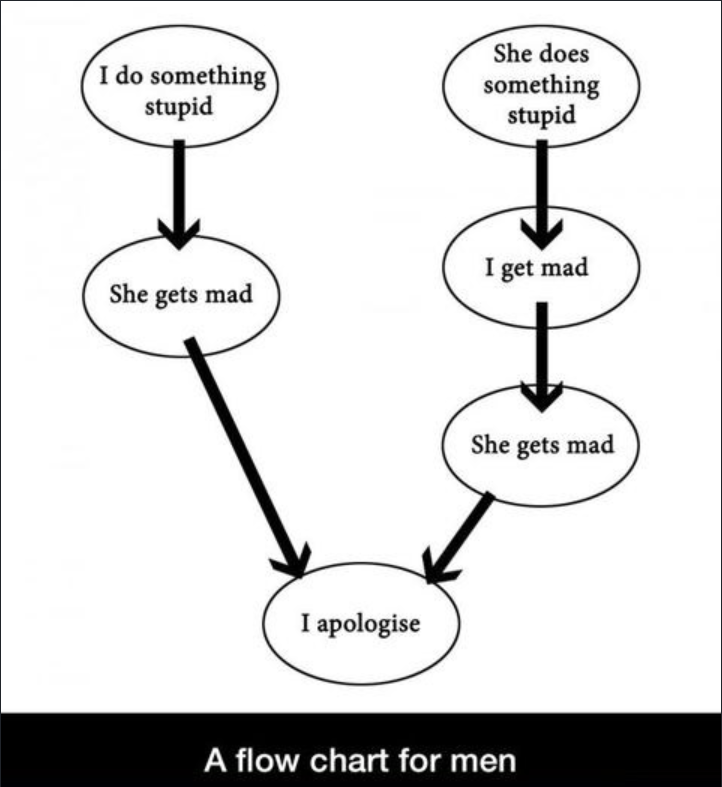 I do something
stupid
She gets mad
She does
something
stupid
I get mad
She gets mad
I apologise
A flow chart for men